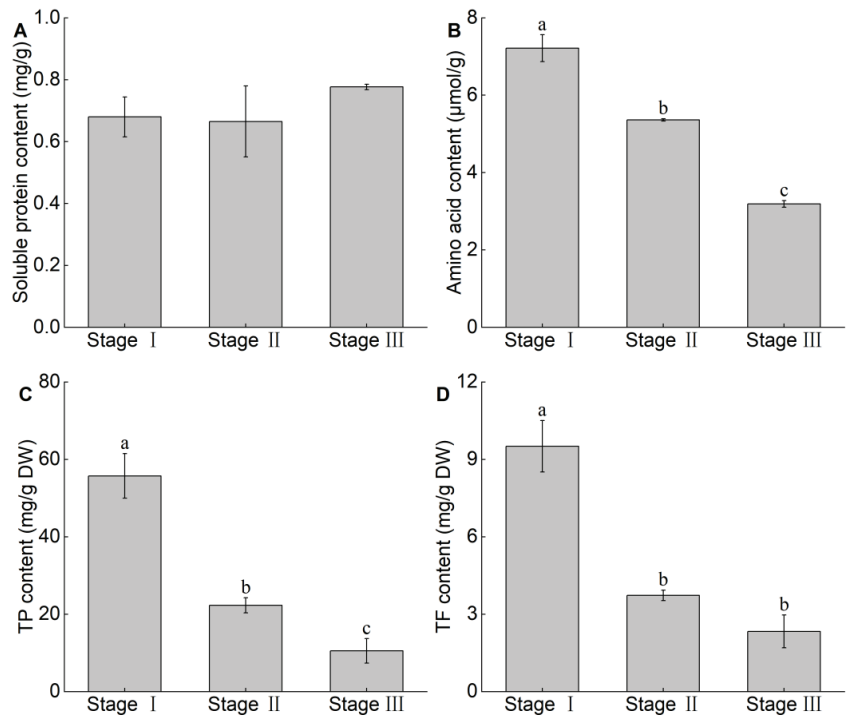 A
Soluble protein content (mg/g)
1.0
0.8
0.6
0.4
0.2
0.0
Stage Ⅰ
Stage Ⅱ
Stage Ⅲ
B
Amino acid content (μmol/g)
8
6
4
2
0
a
b
c
Stage Ⅰ
Stage Ⅱ
Stage Ⅲ
C
TP content (mg/g DW)
80
60
40
20
0
a
b
c
Stage Ⅰ
Stage Ⅱ
Stage Ⅲ
D
TF content (mg/g DW)
12
9
6
3
0
a
b
b
Stage Ⅰ
Stage Ⅱ
Stage Ⅲ